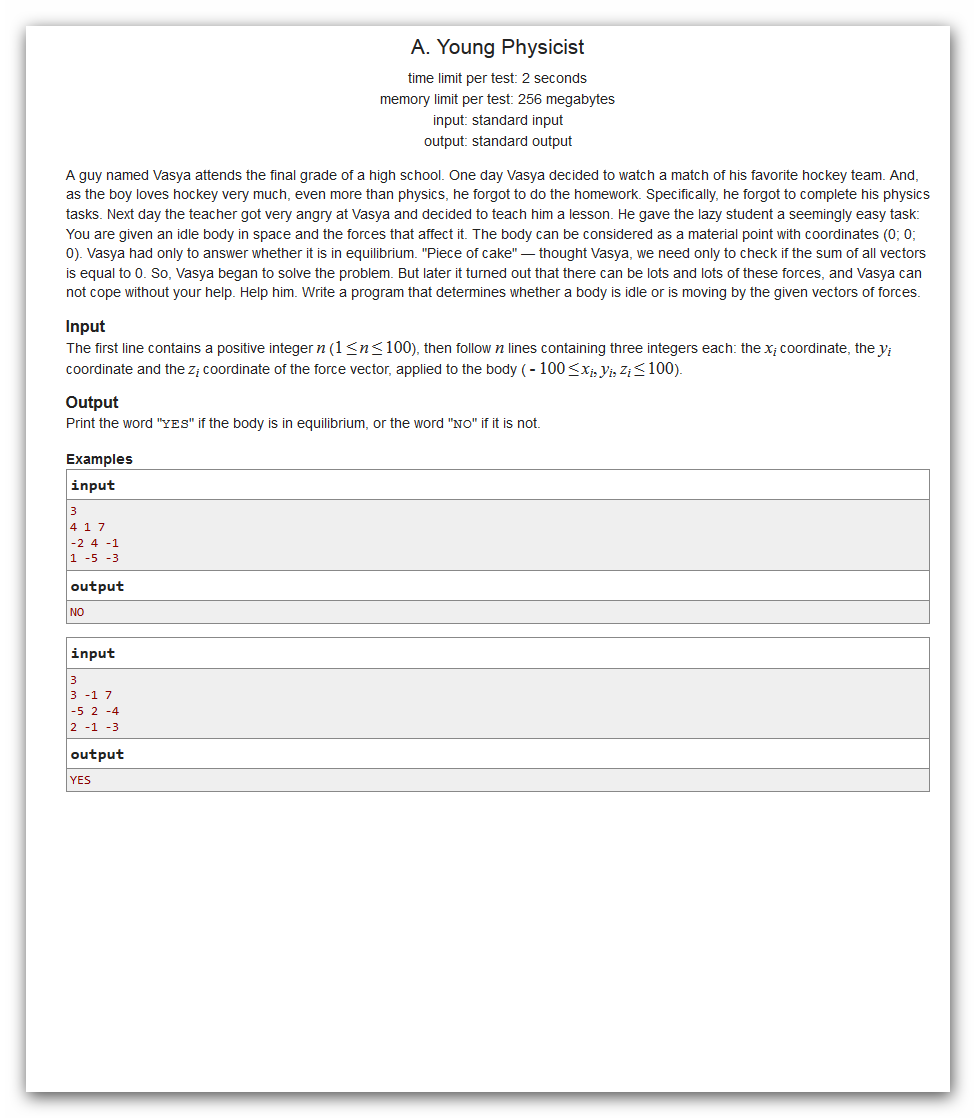 A. Young Physicist
time limit per test: 2 seconds
memory limit per test: 256 megabytes
input: standard input
output: standard output
A guy named Vasya attends the final grade of a high school. One day Vasya decided to watch a match of his favorite hockey team. And,
as the boy loves hockey very much, even more than physics, he forgot to do the homework. Specifically, he forgot to complete his physics
tasks. Next day the teacher got very angry at Vasya and decided to teach him a lesson. He gave the lazy student a seemingly easy task:
You are given an idle body in space and the forces that affect it. The body can be considered as a material point with coordinates (0; 0;
0). Vasya had only to answer whether it is in equilibrium. "Piece of cake" — thought Vasya, we need only to check if the sum of all vectors
is equal to 0. So, Vasya began to solve the problem. But later it turned out that there can be lots and lots of these forces, and Vasya can
not cope without your help. Help him. Write a program that determines whether a body is idle or is moving by the given vectors of forces.
Input
The first line contains a positive integer n (1 ≤ n ≤ 100), then follow n lines containing three integers each: the xᵢ coordinate, the yᵢ
coordinate and the zᵢ coordinate of the force vector, applied to the body ( - 100 ≤ xᵢ, yᵢ, zᵢ ≤ 100).
Output
Print the word "YES" if the body is in equilibrium, or the word "NO" if it is not.
Examples
input
3
4 1 7
-2 4 -1
1 -5 -3
output
NO
input
3
3 -1 7
-5 2 -4
2 -1 -3
output
YES